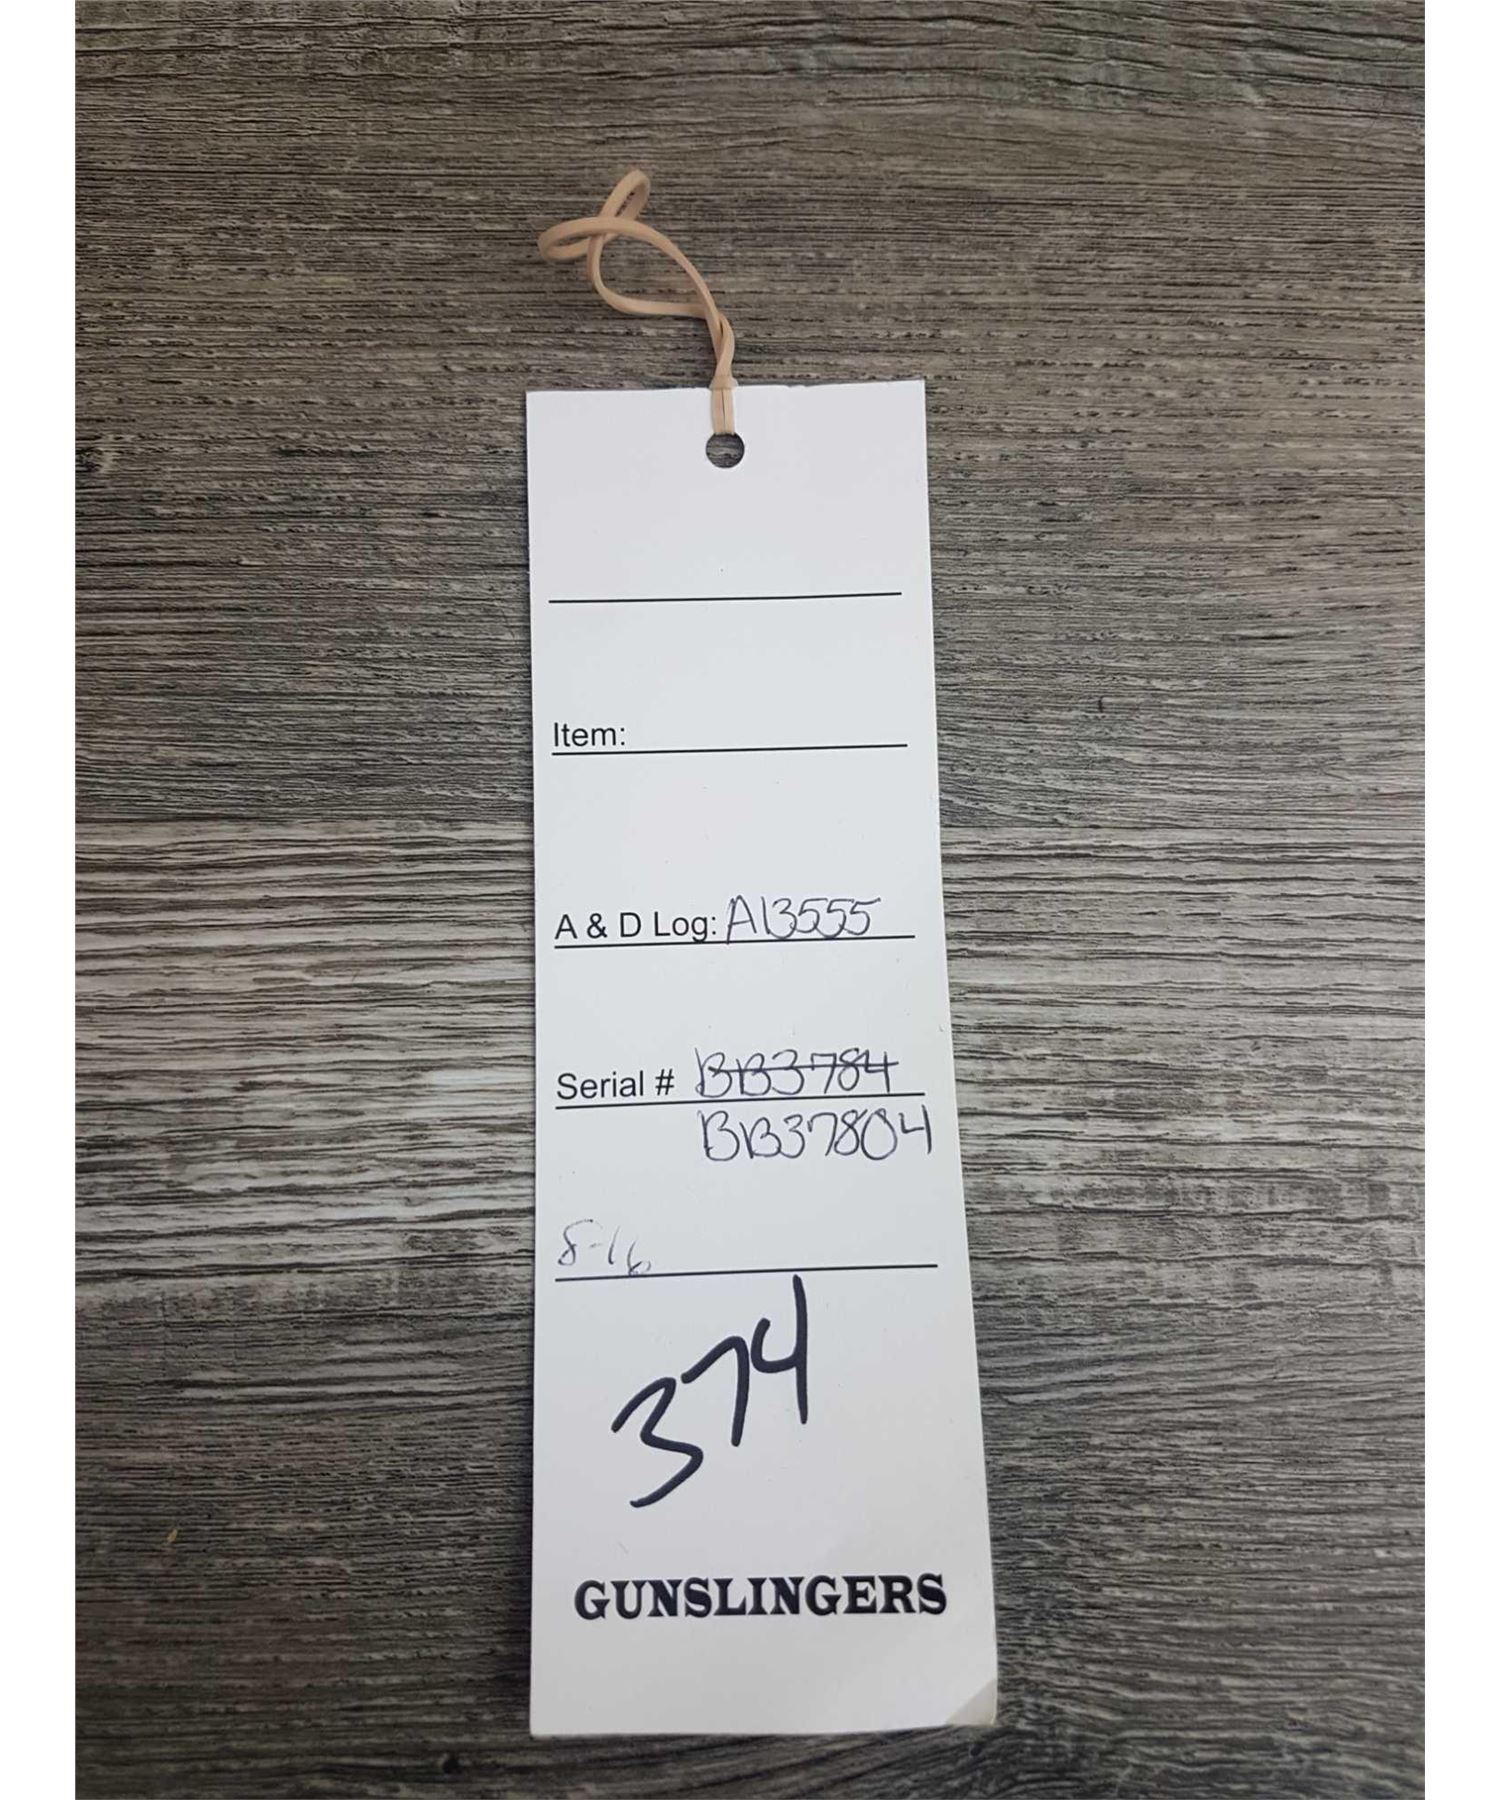 Item:
A & D Log: A13555
Serial # BB3784
BB37804
8-16
374
GUNSLINGERS